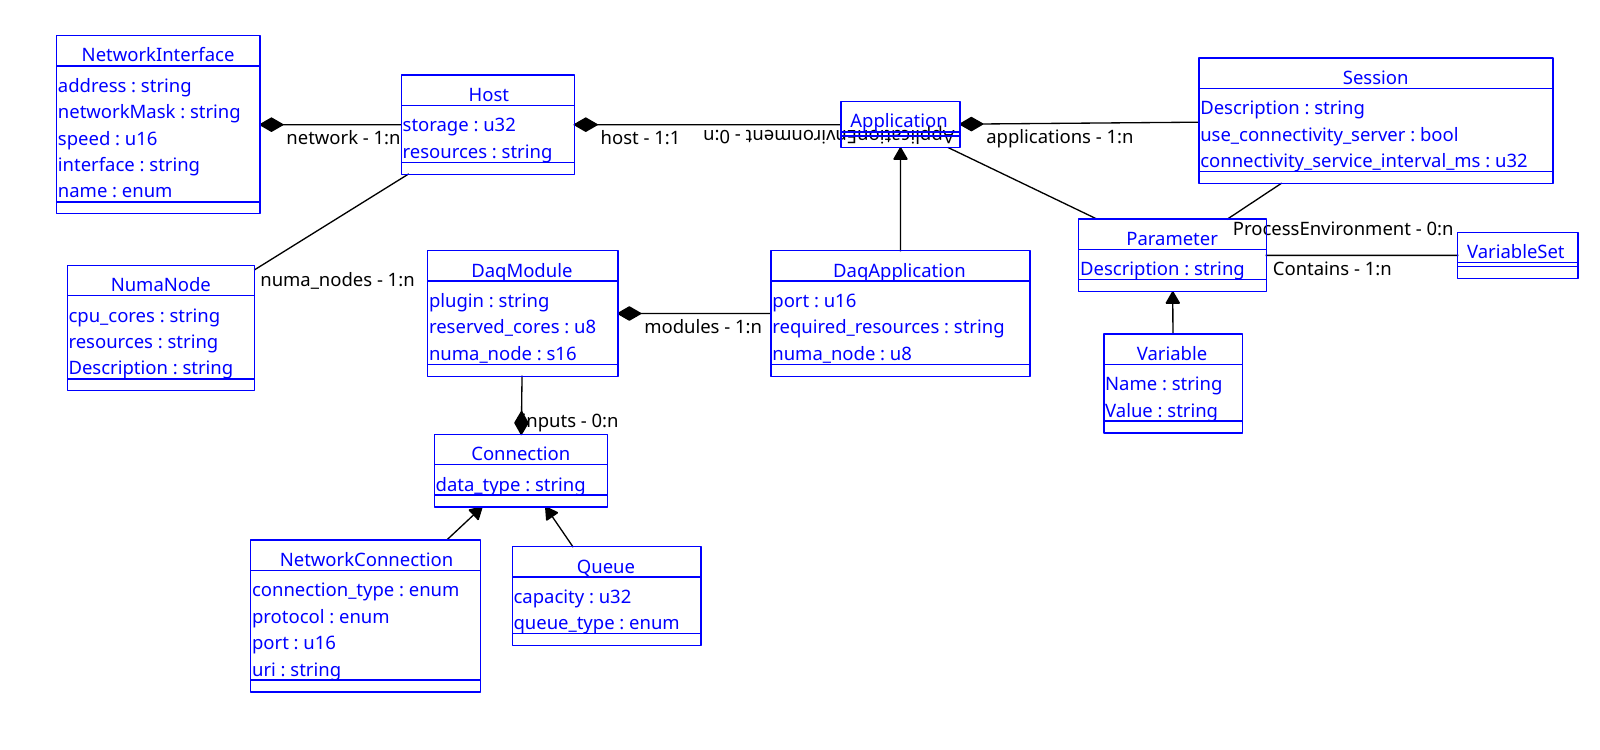 NetworkInterface
address : string
networkMask : string
speed : u16
interface : string
name : enum
network - 1:n
Host
storage : u32
resources : string
host - 1:1
ApplicationEnvironment - 0:n
Application
applications - 1:n
Session
Description : string
use_connectivity_server : bool
connectivity_service_interval_ms : u32
NumaNode
cpu_cores : string
resources : string
Description : string
numa_nodes - 1:n
DaqModule
plugin : string
reserved_cores : u8
numa_node : s16
modules - 1:n
DaqApplication
port : u16
required_resources : string
numa_node : u8
Parameter
Description : string
ProcessEnvironment - 0:n
Contains - 1:n
VariableSet
Variable
Name : string
Value : string
inputs - 0:n
Connection
data_type : string
NetworkConnection
connection_type : enum
protocol : enum
port : u16
uri : string
Queue
capacity : u32
queue_type : enum